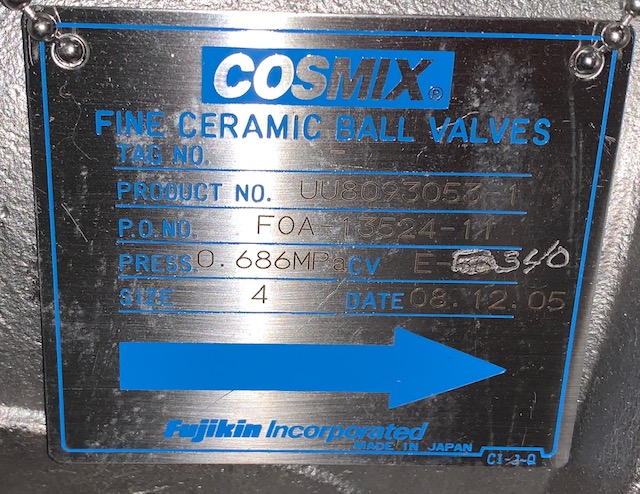 COSMIX®
FINE CERAMIC BALL VALVES
TAG NO.
PRODUCT NO. UU8093053-1
P.O.NO. FOA-13524-11
PRESS. 0.686MPa CV E- 340
SIZE 4 DATE 08.12.05
Fujikin Incorporated
MADE IN JAPAN